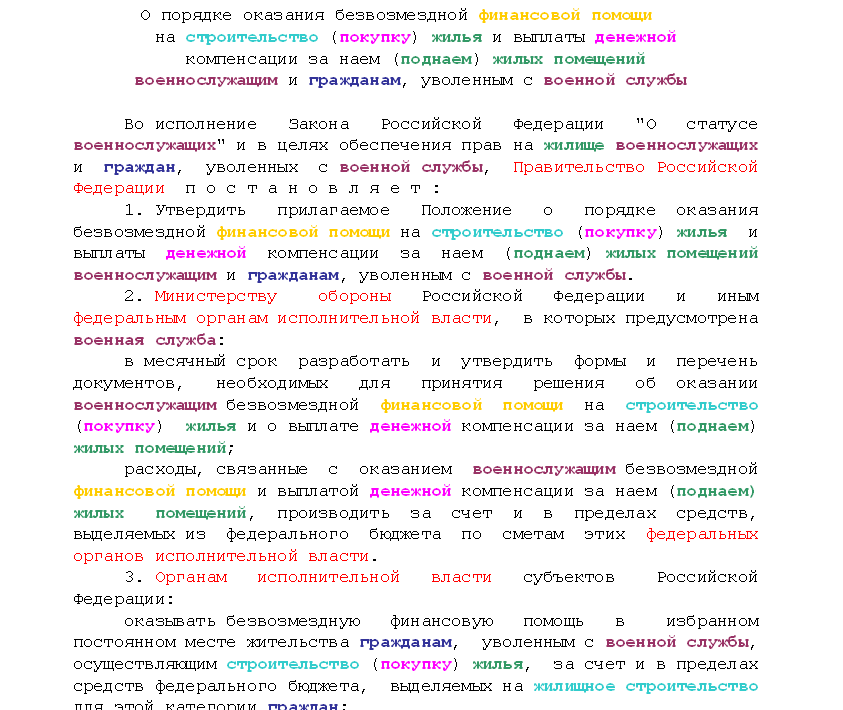 О порядке оказания безвозмездной финансовой помощи
на строительство (покупку) жилья и выплаты денежной
компенсации за наем (поднаем) жилых помещений
военнослужащим и гражданам, уволенным с военной службы
Во исполнение Закона Российской Федерации "О статусе
военнослужащих" и в целях обеспечения прав на жилище военнослужащих
и граждан, уволенных с военной службы, Правительство Российской
Федерации п о с т а н о в л я е т :
1. Утвердить прилагаемое Положение о порядке оказания
безвозмездной финансовой помощи на строительство (покупку) жилья и
выплаты денежной компенсации за наем (поднаем) жилых помещений
военнослужащим и гражданам, уволенным с военной службы.
2. Министерству обороны Российской Федерации и иным
федеральным органам исполнительной власти, в которых предусмотрена
военная служба:
в месячный срок разработать и утвердить формы и перечень
документов, необходимых для принятия решения об оказании
военнослужащим безвозмездной финансовой помощи на строительство
(покупку) жилья и о выплате денежной компенсации за наем (поднаем)
жилых помещений;
расходы, связанные с оказанием военнослужащим безвозмездной
финансовой помощи и выплатой денежной компенсации за наем (поднаем)
жилых помещений, производить за счет и в пределах средств,
выделяемых из федерального бюджета по сметам этих федеральных
органов исполнительной власти.
3. Органам исполнительной власти субъектов Российской
Федерации:
оказывать безвозмездную финансовую помощь в избранном
постоянном месте жительства гражданам, уволенным с военной службы,
осуществляющим строительство (покупку) жилья, за счет и в пределах
средств федерального бюджета, выделяемых на жилищное строительство
для этой категории граждан;